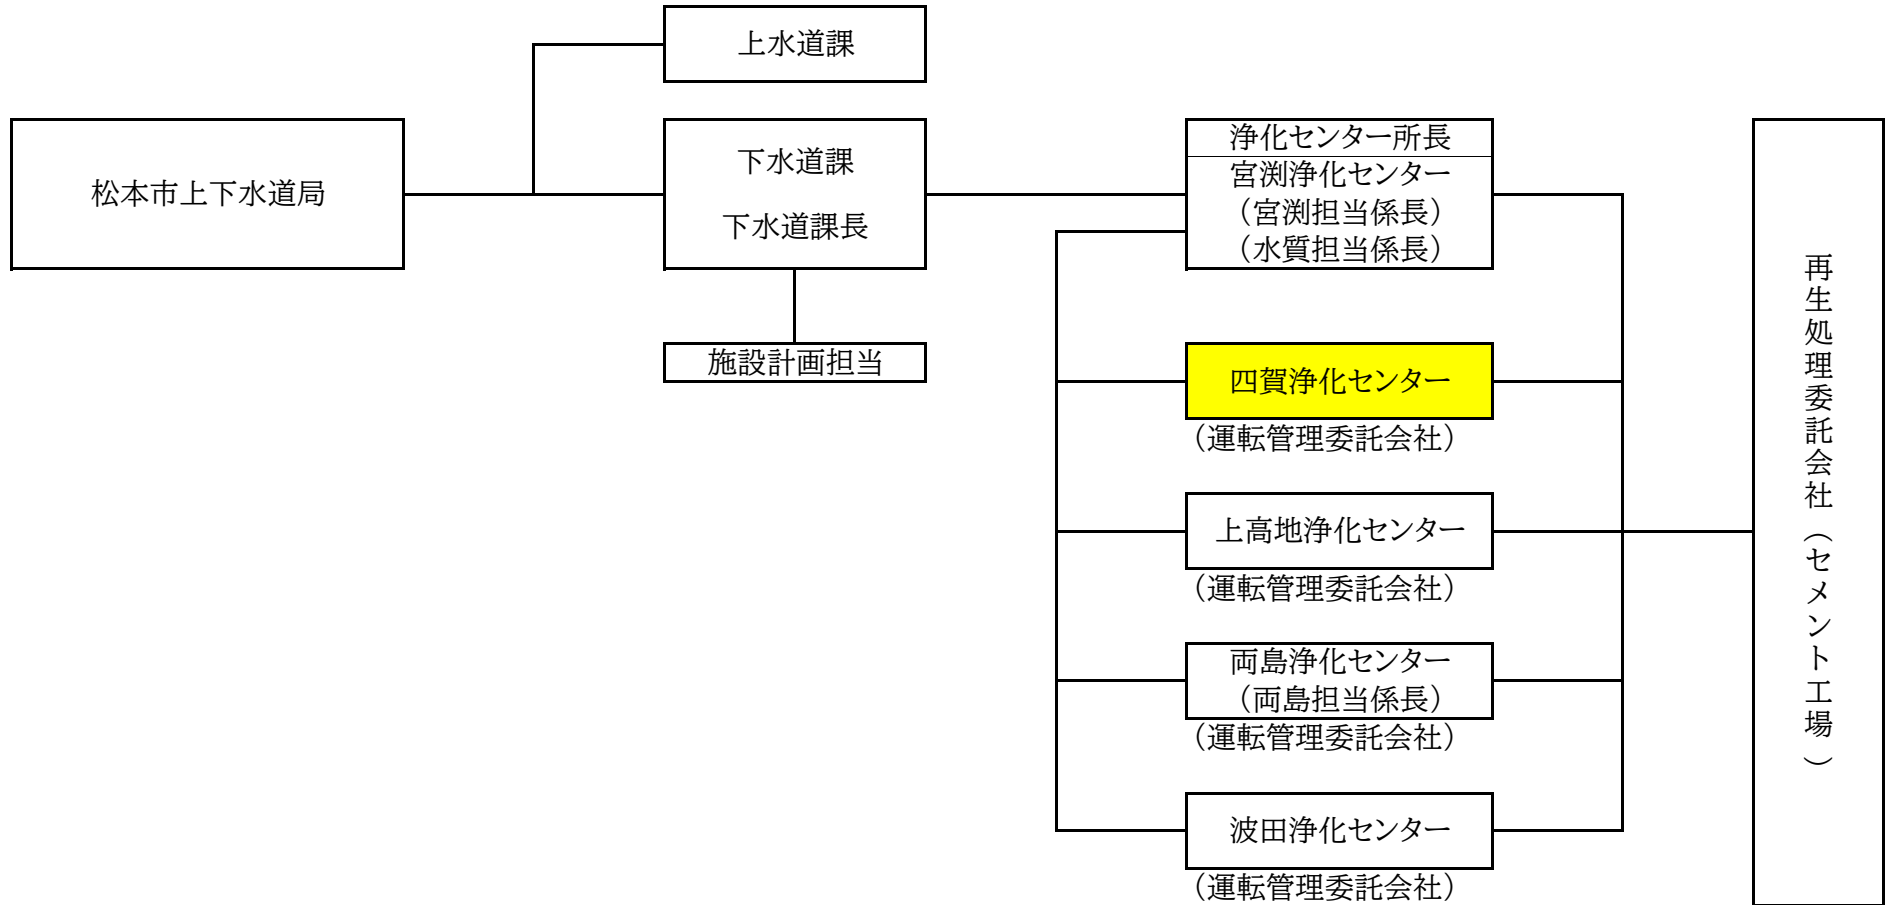 上水道課
松本市上下水道局
下水道課
下水道課長
施設計画担当
浄化センター所長
宮渕浄化センター
（宮渕担当係長）
（水質担当係長）
四賀浄化センター
（運転管理委託会社）
上高地浄化センター
（運転管理委託会社）
両島浄化センター
（両島担当係長）
（運転管理委託会社）
波田浄化センター
（運転管理委託会社）
再生処理委託会社（セメント工場）